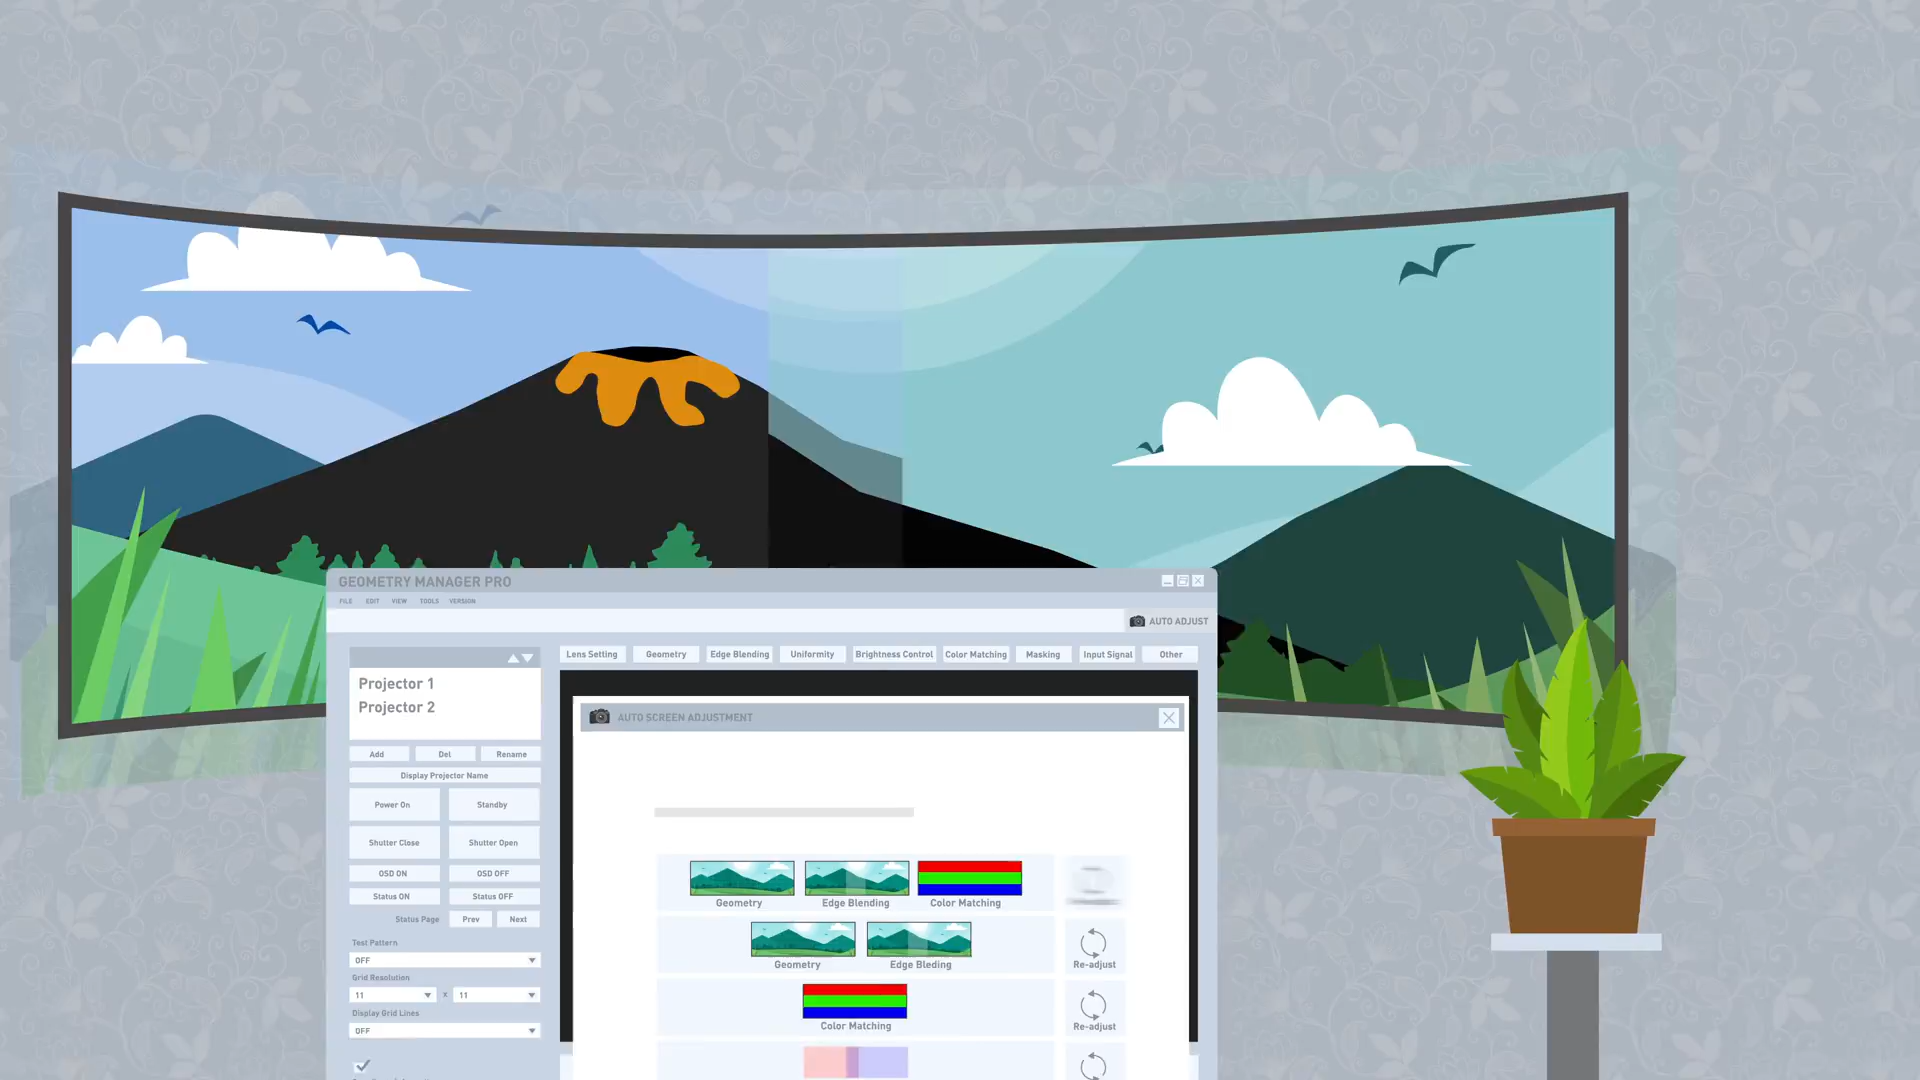 GEOMETRY MANAGER PRO
FILE EDIT VIEW TOOLS VERSION
AUTO ADJUST
Lens Setting Geometry Edge Blending Uniformity Brightness Control Color Matching Masking Input Signal Other
Projector 1
Projector 2
Add Del Rename
Display Projector Name
Power On Standby
Shutter Close Shutter Open
OSD ON OSD OFF
Status ON Status OFF
Status Page Prev Next
Test Pattern
OFF
Grid Resolution
11 x 11
Display Grid Lines
OFF
AUTO SCREEN ADJUSTMENT
Geometry Edge Blending Color Matching
Geometry Edge Bleding
Re-adjust
Color Matching
Re-adjust